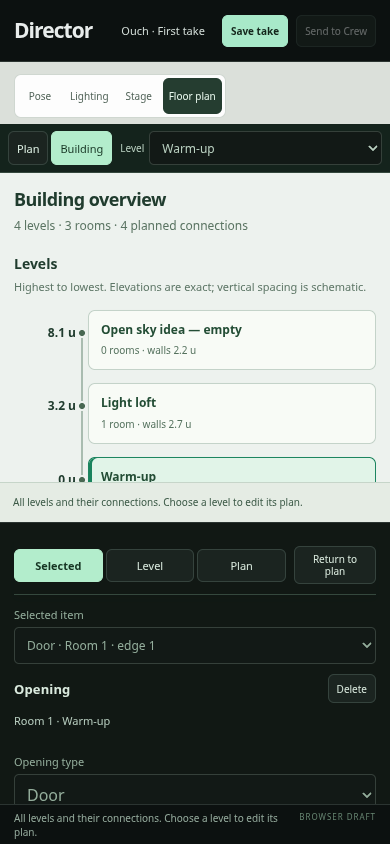 Director
Ouch · First take
Save take
Send to Crew
Pose
Lighting
Stage
Floor plan
Plan
Building
Level
Warm-up
Building overview
4 levels · 3 rooms · 4 planned connections
Levels
Highest to lowest. Elevations are exact; vertical spacing is schematic.
8.1 u
Open sky idea — empty
0 rooms · walls 2.2 u
3.2 u
Light loft
1 room · walls 2.7 u
0 u
Warm-up
All levels and their connections. Choose a level to edit its plan.
Selected
Level
Plan
Return to
plan
Selected item
Door · Room 1 · edge 1
Opening
Delete
Room 1 · Warm-up
Opening type
Door
All levels and their connections. Choose a level to edit its
plan.
BROWSER DRAFT